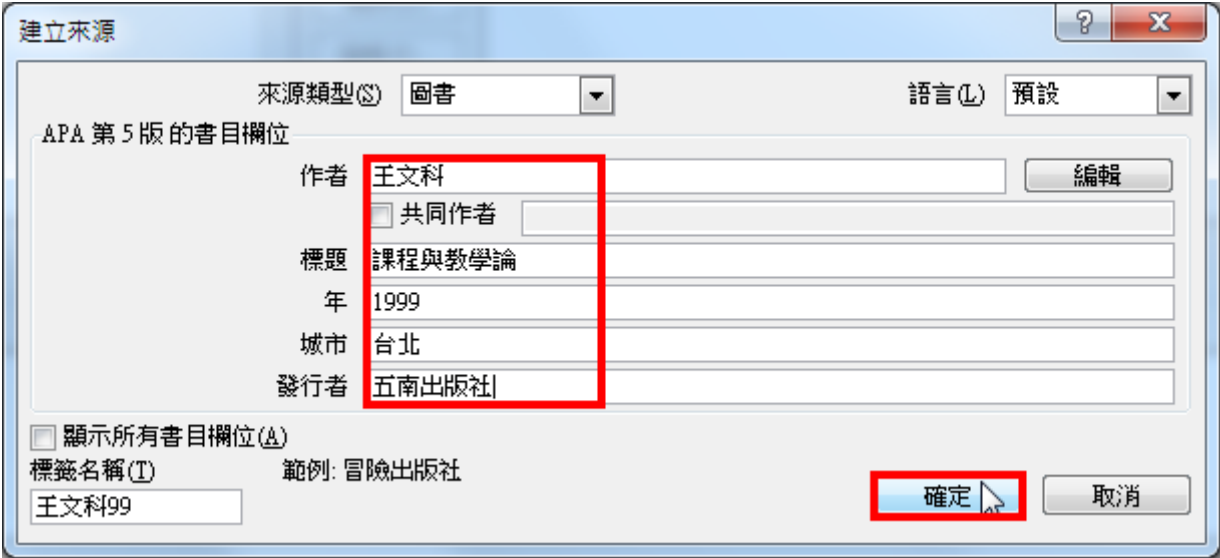 建立來源
來源類型(S) 圖書 語言(L) 預設
APA 第 5 版 的書目欄位
作者 王文科 編輯
共同作者
標題 課程與教學論
年 1999
城市 台北
發行者 五南出版社
顯示所有書目欄位(A)
標籤名稱(T) 範例: 冒險出版社
王文科99 確定 取消